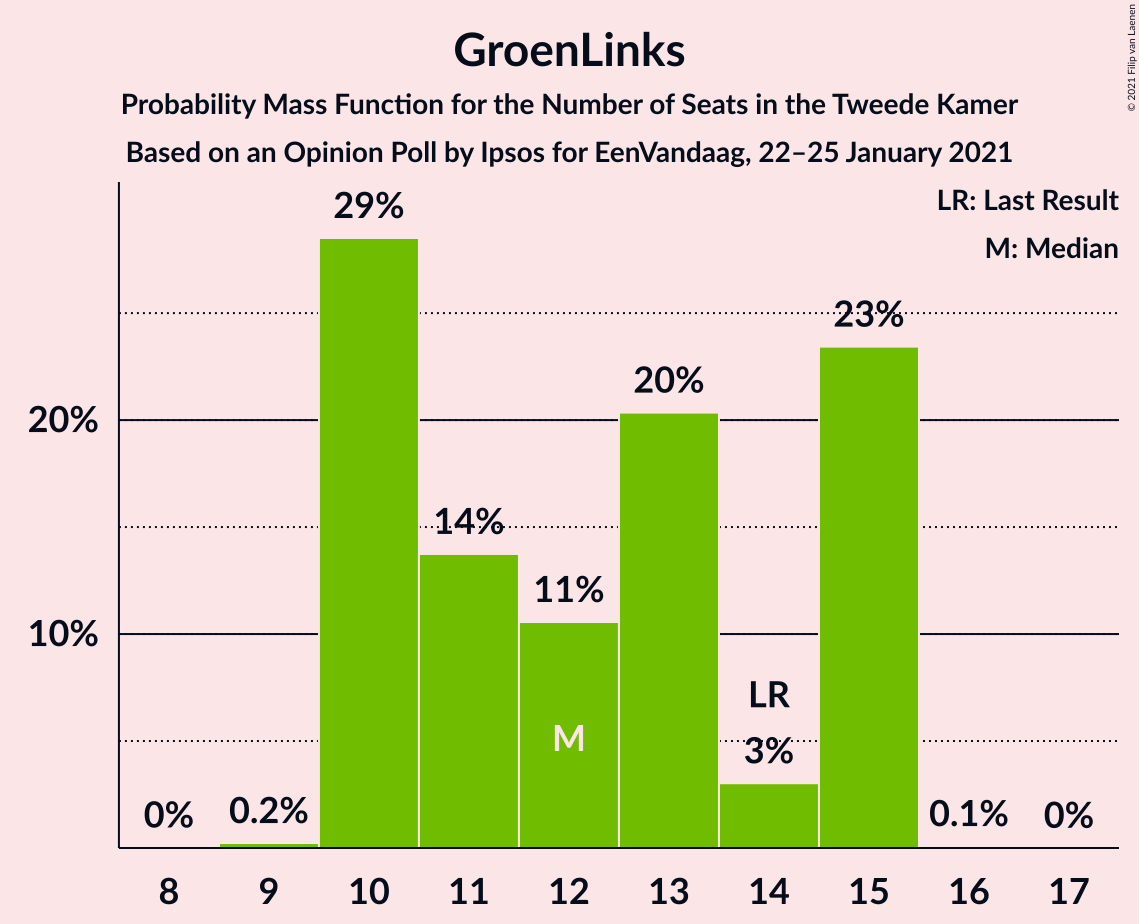 GroenLinks
Probability Mass Function for the Number of Seats in the Tweede Kamer
Based on an Opinion Poll by Ipsos for EenVandaag, 22–25 January 2021
© 2021 Filip van Laenen
LR: Last Result
M: Median
29%
23%
20%
20%
14%
11%
10%
LR
M
3%
0%
0.2%
0.1%
0%
8 9 10 11 12 13 14 15 16 17